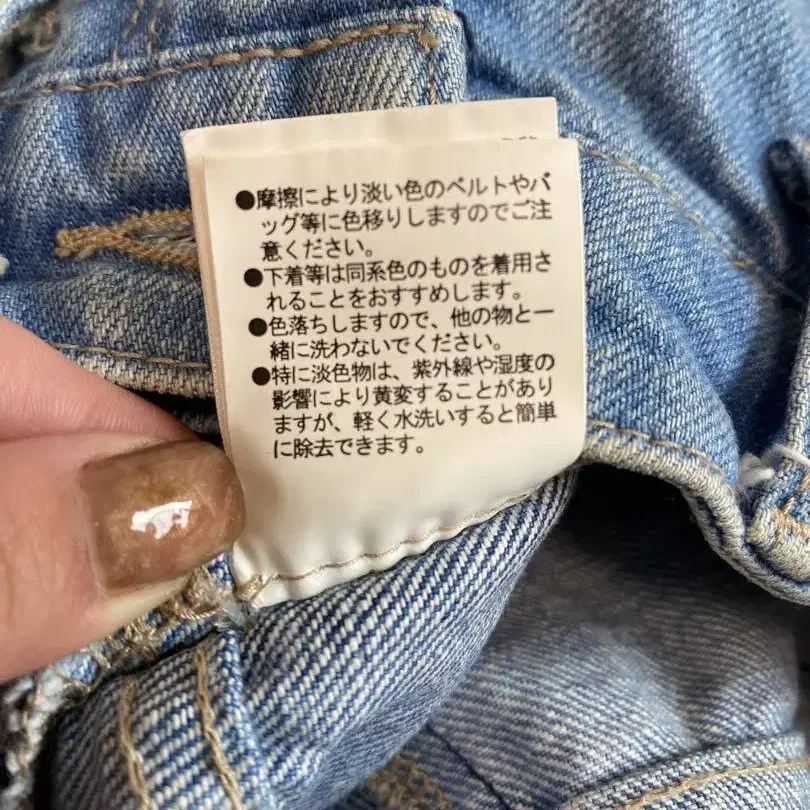 ●摩擦により淡い色のベルトやバ
ッグ等に色移りしますのでご注
意ください。
●下着等は同系色のものを着用さ
れることをおすすめします。
●色落ちしますので、他の物と一
緒に洗わないでください。
●特に淡色物は、紫外線や湿度の
影響により黄変することがあり
ますが、軽く水洗いすると簡単
に除去できます。